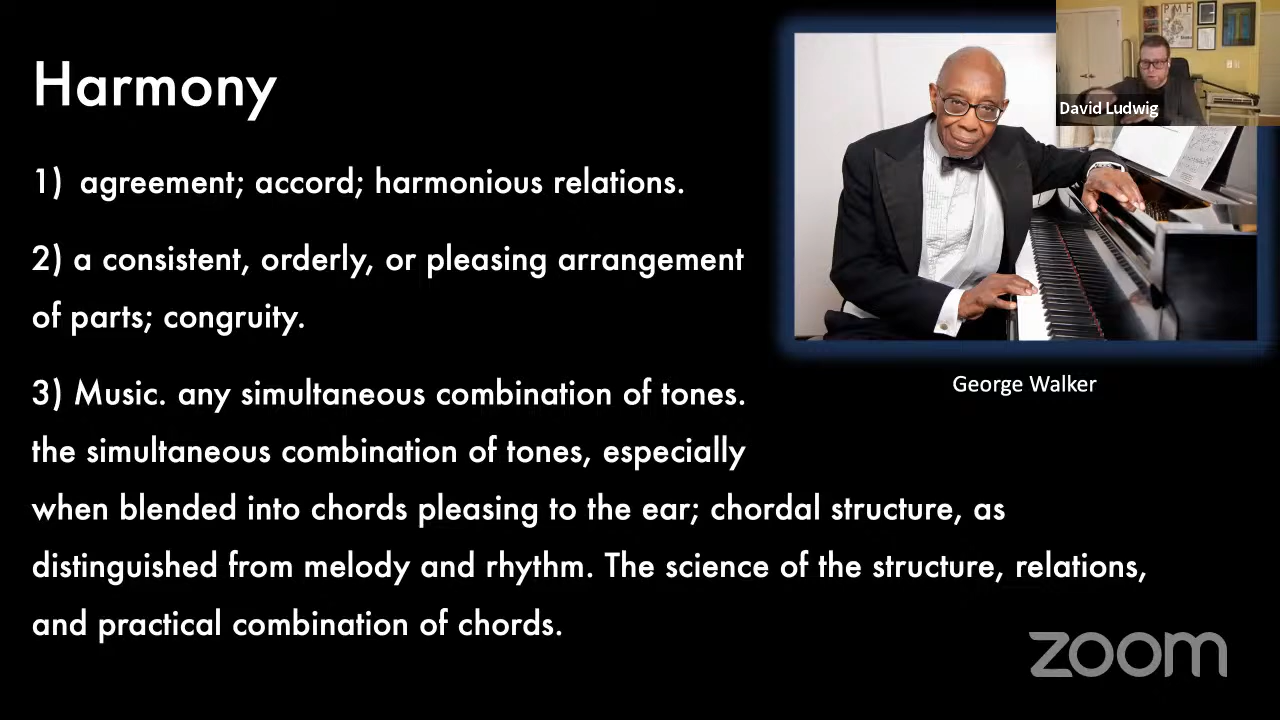 Harmony
1) agreement; accord; harmonious relations.
2) a consistent, orderly, or pleasing arrangement
of parts; congruity.
3) Music. any simultaneous combination of tones.
the simultaneous combination of tones, especially
when blended into chords pleasing to the ear; chordal structure, as
distinguished from melody and rhythm. The science of the structure, relations,
and practical combination of chords.
George Walker
PMF
David Ludwig
zoom